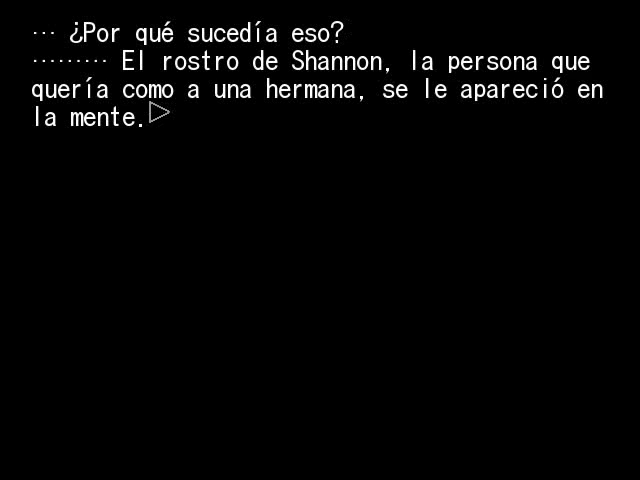 … ¿Por qué sucedía eso?
……… El rostro de Shannon, la persona que
quería como a una hermana, se le apareció en
la mente.